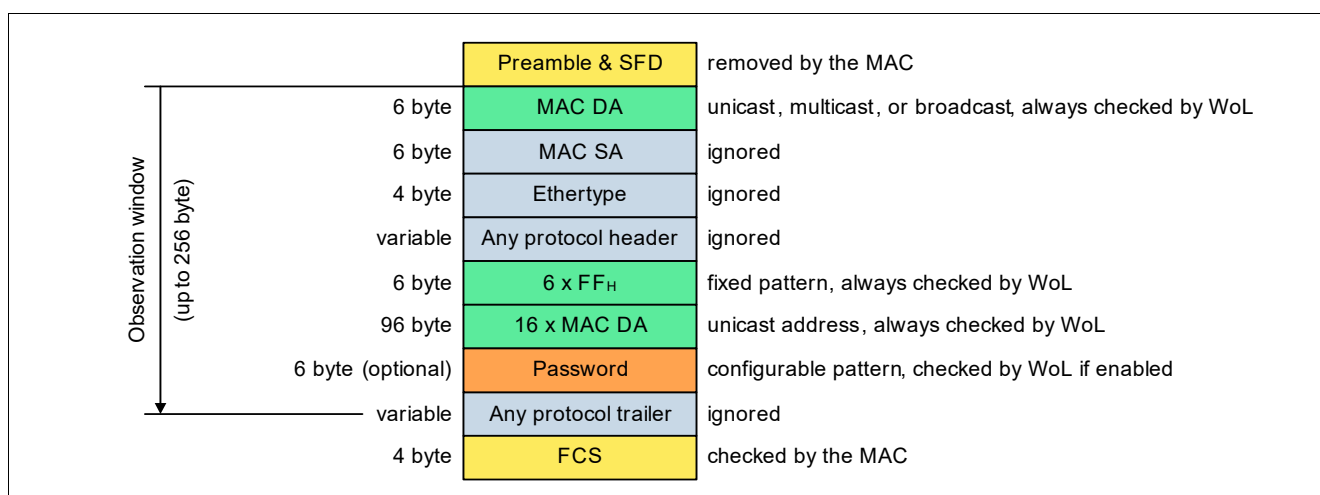 Preamble & SFD removed by the MAC
6 byte MAC DA unicast, multicast, or broadcast, always checked by WoL
6 byte MAC SA ignored
4 byte Ethertype ignored
variable Any protocol header ignored
6 byte 6 x FFH fixed pattern, always checked by WoL
96 byte 16 x MAC DA unicast address, always checked by WoL
6 byte (optional) Password configurable pattern, checked by WoL if enabled
variable Any protocol trailer ignored
4 byte FCS checked by the MAC
Observation window
(up to 256 byte)